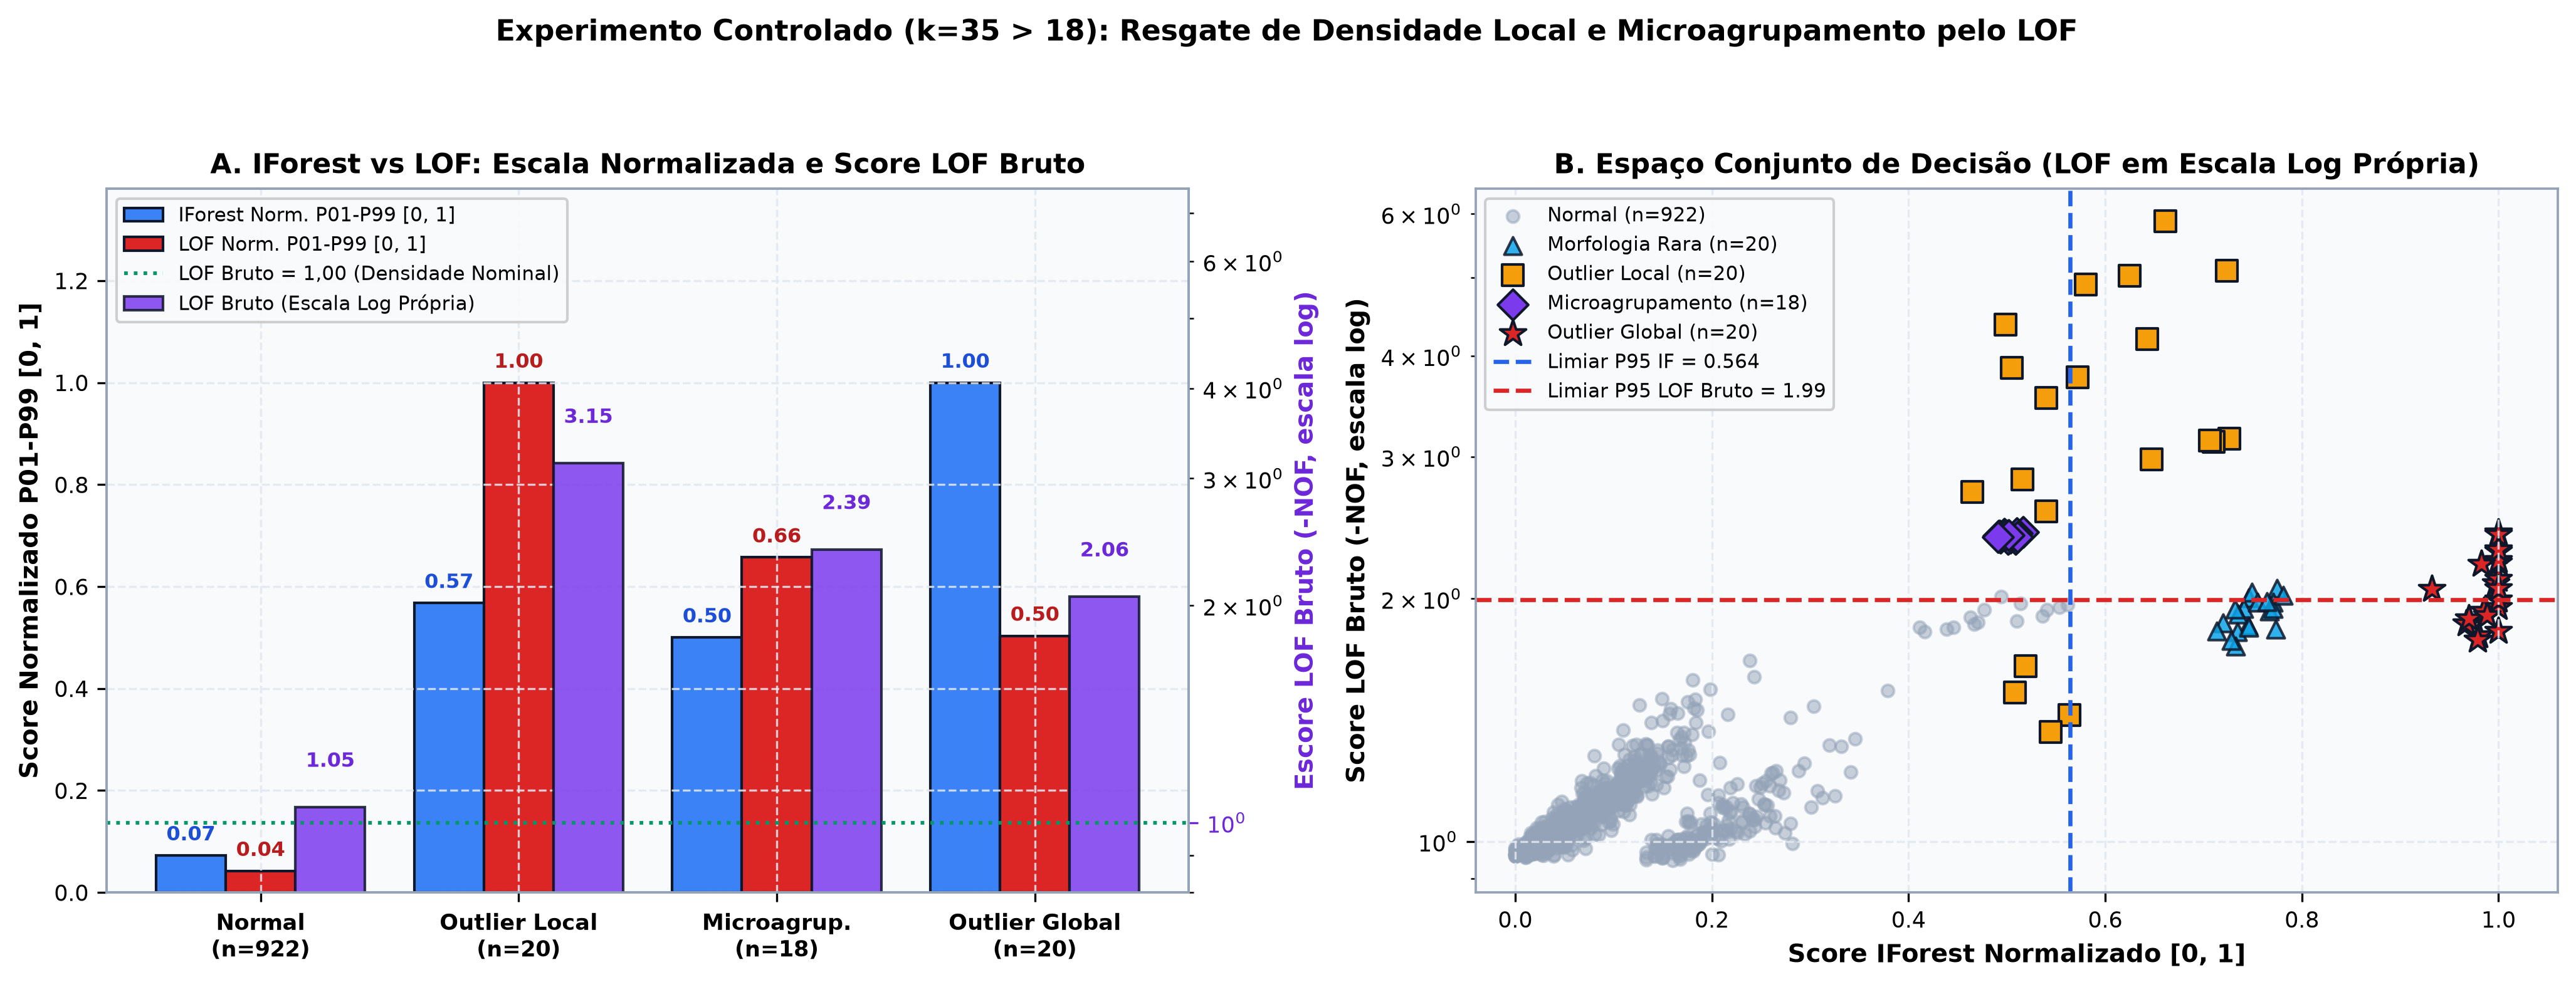 Experimento Controlado (k=35 > 18): Resgate de Densidade Local e Microagrupamento pelo LOF
A. IForest vs LOF: Escala Normalizada e Score LOF Bruto
Score Normalizado P01-P99 [0, 1]
1.2
1.0
0.8
0.6
0.4
0.2
0.0
IForest Norm. P01-P99 [0, 1]
LOF Norm. P01-P99 [0, 1]
LOF Bruto = 1,00 (Densidade Nominal)
LOF Bruto (Escala Log Própria)
0.07
0.04
1.05
0.57
1.00
3.15
0.50
0.66
2.39
1.00
0.50
2.06
Normal
(n=922)
Outlier Local
(n=20)
Microagrup.
(n=18)
Outlier Global
(n=20)
6 × 10⁰
4 × 10⁰
3 × 10⁰
2 × 10⁰
10⁰
Escore LOF Bruto (-NOF, escala log)
B. Espaço Conjunto de Decisão (LOF em Escala Log Própria)
Score LOF Bruto (-NOF, escala log)
6 × 10⁰
4 × 10⁰
3 × 10⁰
2 × 10⁰
10⁰
Normal (n=922)
Morfologia Rara (n=20)
Outlier Local (n=20)
Microagrupamento (n=18)
Outlier Global (n=20)
Limiar P95 IF = 0.564
Limiar P95 LOF Bruto = 1.99
0.0
0.2
0.4
0.6
0.8
1.0
Score IForest Normalizado [0, 1]